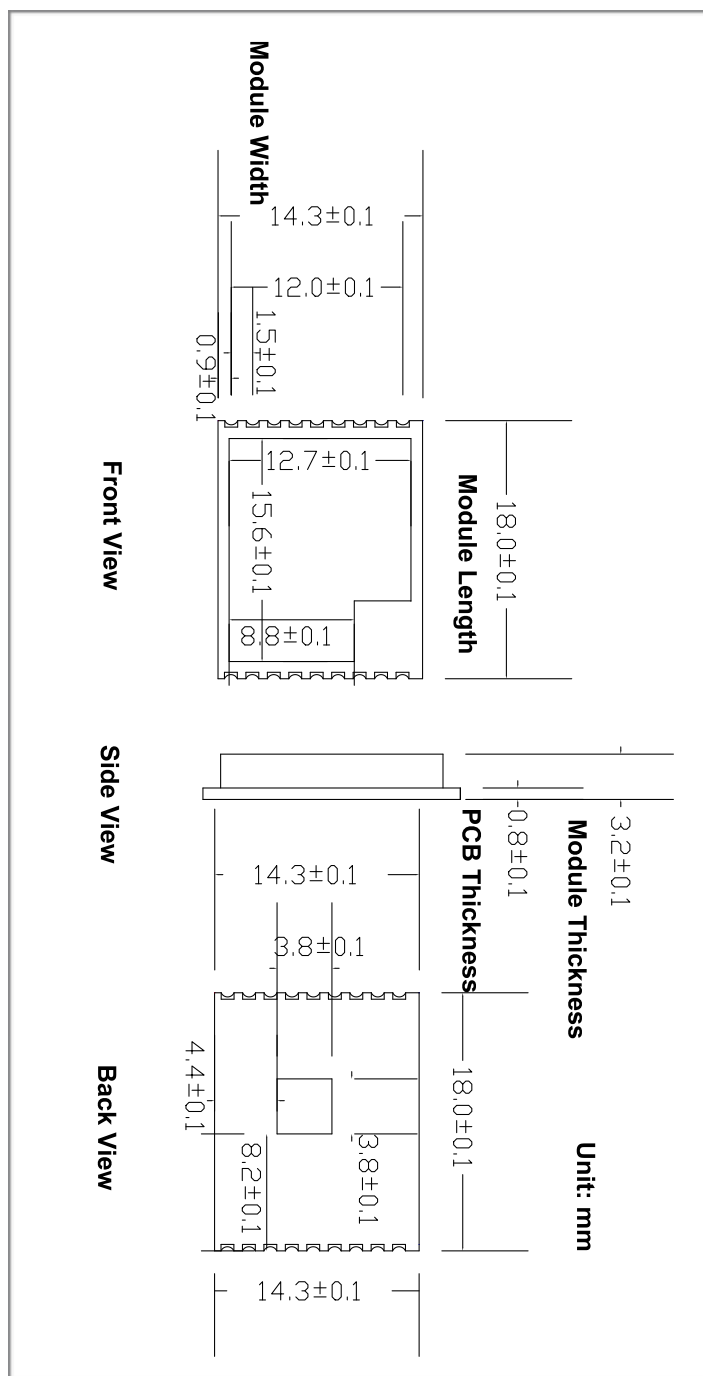 Module Width
14.3±0.1
12.0±0.1
1.5±0.1
0.9±0.1
Front View
12.7±0.1
15.6±0.1
8.8±0.1
Module Length
18.0±0.1
Side View
PCB Thickness
0.8±0.1
Module Thickness
3.2±0.1
14.3±0.1
3.8±0.1
Back View
4.4±0.1
8.2±0.1
3.8±0.1
18.0±0.1
14.3±0.1
Unit: mm